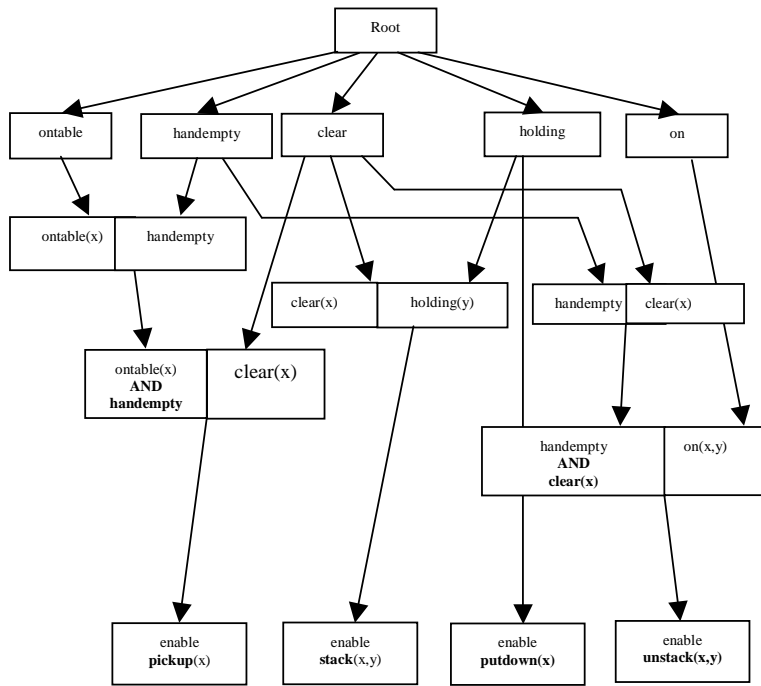 Root
ontable
handempty
clear
holding
on
ontable(x)
handempty
clear(x)
holding(y)
handempty
clear(x)
ontable(x)
AND
handempty
clear(x)
handempty
AND
clear(x)
on(x,y)
enable
pickup(x)
enable
stack(x,y)
enable
putdown(x)
enable
unstack(x,y)